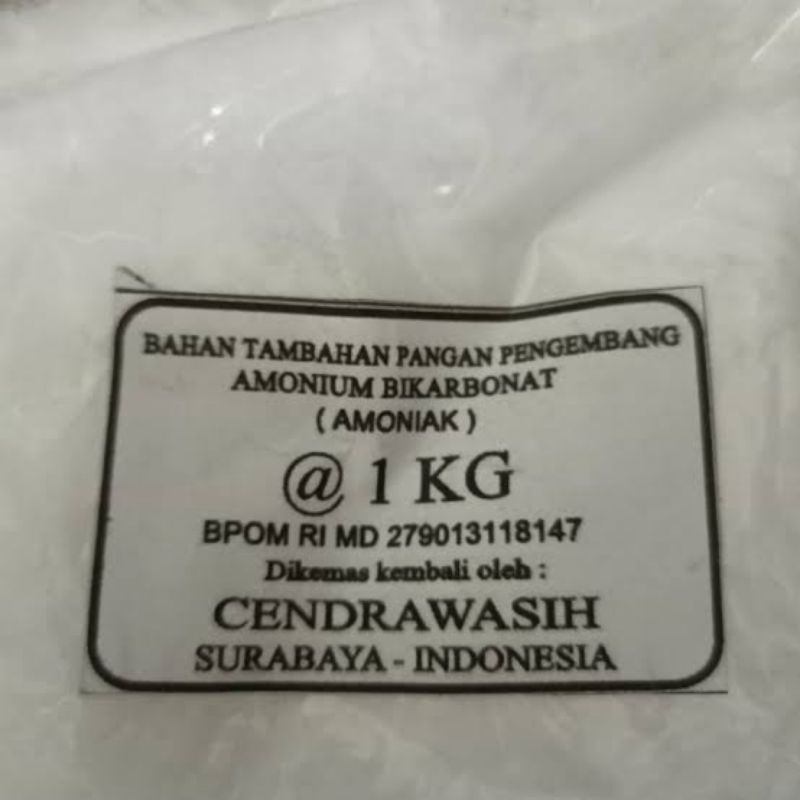 BAHAN TAMBAHAN PANGAN PENGEMBANG
AMONIUM BIKARBONAT
( AMONIAK )
@ 1 KG
BPOM RI MD 279013118147
Dikemas kembali oleh :
CENDRAWASIH
SURABAYA - INDONESIA